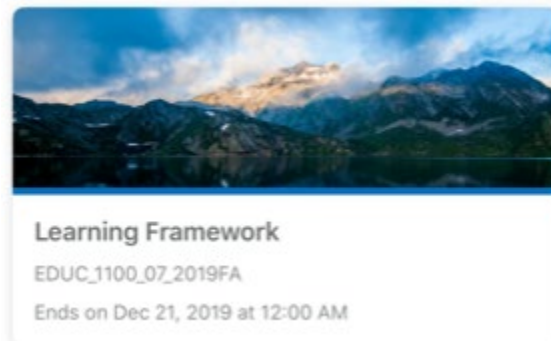 Learning Framework
EDUC_1100_07_2019FA
Ends on Dec 21, 2019 at 12:00 AM